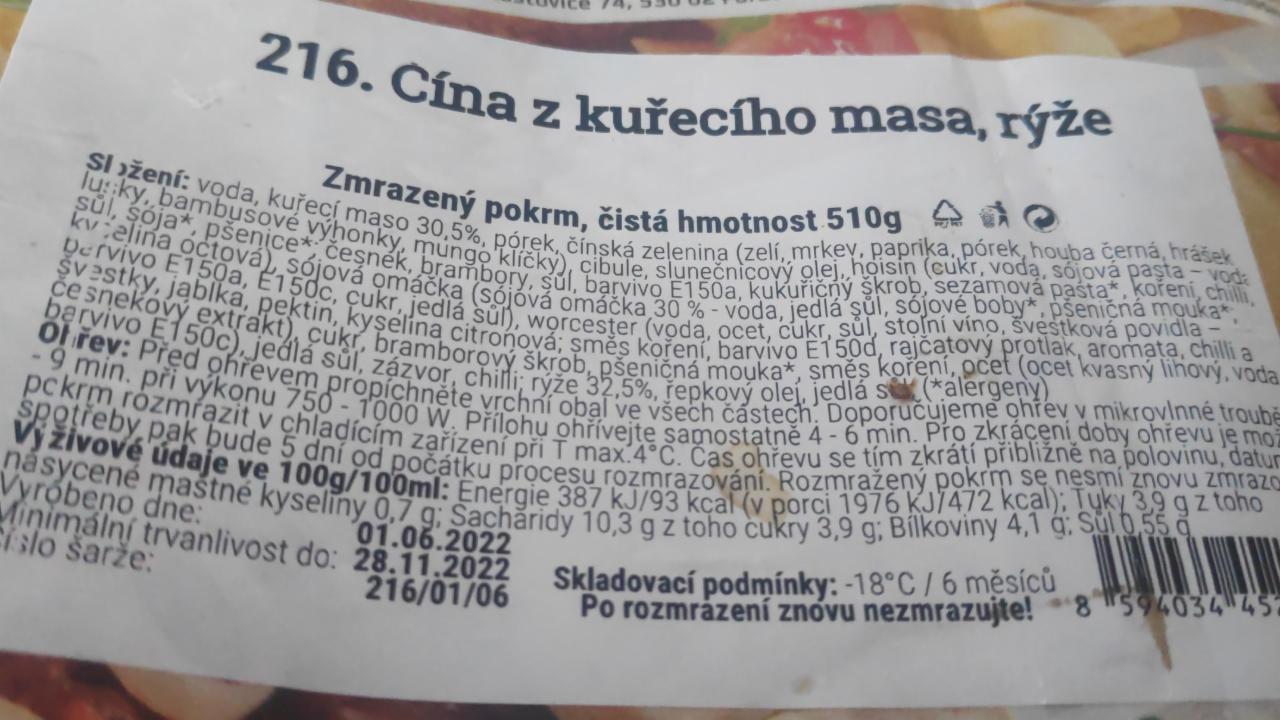 74, 530 02
216. Čína z kuřecího masa, rýže
Zmrazený pokrm, čistá hmotnost 510g
Složení: voda, kuřecí maso 30,5%, pórek, čínská zelenina (zelí, mrkev, paprika, pórek, houba černá, hrášek
lusky, bambusové výhonky, mungo klíčky), cibule, slunečnicový olej, hoisin (cukr, voda, sójová pasta – voda
sůl, sója*, pšenice*, česnek, brambory, sůl, barvivo E150a, kukuřičný škrob, sezamová pasta*, koření, chilli,
kyselina octová), sójová omáčka (sójová omáčka 30 % - voda, jedlá sůl, sójové boby*, pšeničná mouka*,
barvivo E150a, E150c, cukr, jedlá sůl), worcester (voda, ocet, cukr, sůl, stolní víno, švestková povidla –
švestky, jablka, pektin, kyselina citronová; směs koření, barvivo E150d, rajčatový protlak, aromata, chilli a
česnekový extrakt), cukr, bramborový škrob, pšeničná mouka*, směs koření, ocet (ocet kvasný lihový, voda
barvivo E150c), jedlá sůl, zázvor, chilli; rýže 32,5%, řepkový olej, jedlá (*alergeny)
Ohřev: Před ohřevem propíchněte vrchní obal ve všech částech. Doporučujeme ohřev v mikrovlnné troubě
- 9 min. při výkonu 750 - 1000 W. Přílohu ohřívejte samostatně 4 - 6 min. Pro zkrácení doby ohřevu je mož
pokrm rozmrazit v chladícím zařízení při T max.4°C. Čas ohřevu se tím zkrátí přibližně na polovinu, datum
spotřeby pak bude 5 dní od počátku procesu rozmrazování. Rozmražený pokrm se nesmí znovu zmrazo
Výživové údaje ve 100g/100ml: Energie 387 kJ/93 kcal (v porci 1976 kJ/472 kcal); Tuky 3,9 g z toho
nasycené mastné kyseliny 0,7 g; Sacharidy 10,3 g z toho cukry 3,9 g; Bílkoviny 4,1 g; Sůl 0,55 g
Vyrobeno dne: 01.06.2022
Minimální trvanlivost do: 28.11.2022
Číslo šarže: 216/01/06
Skladovací podmínky: -18°C / 6 měsíců
Po rozmrazení znovu nezmrazujte!
8 594034 45